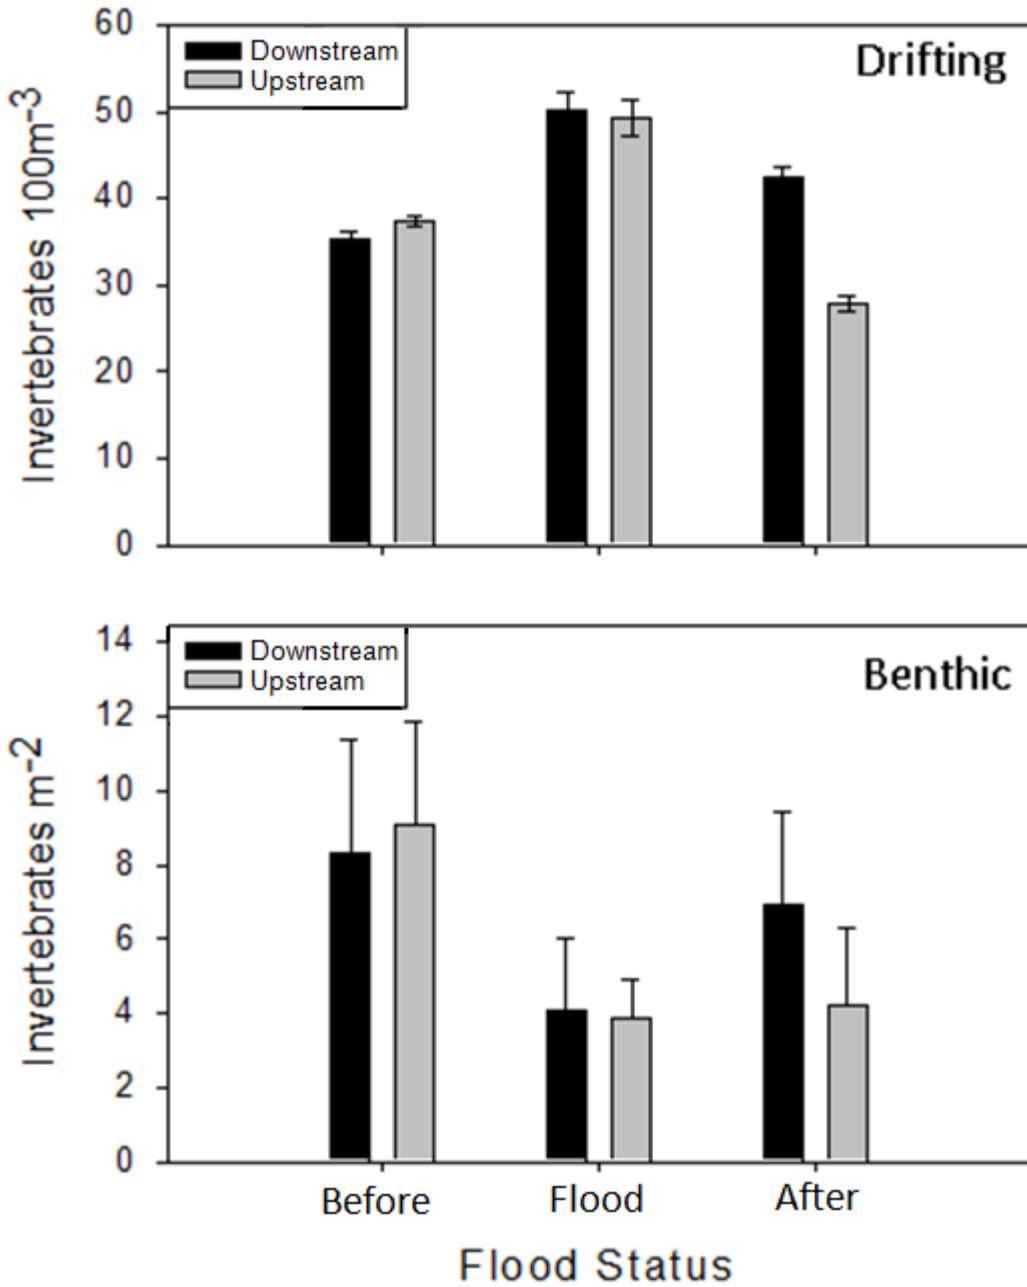 60
50
40
30
20
10
0
Invertebrates 100m⁻³
Downstream
Upstream
Drifting
14
12
10
8
6
4
2
0
Invertebrates m⁻²
Downstream
Upstream
Benthic
Before Flood After
Flood Status